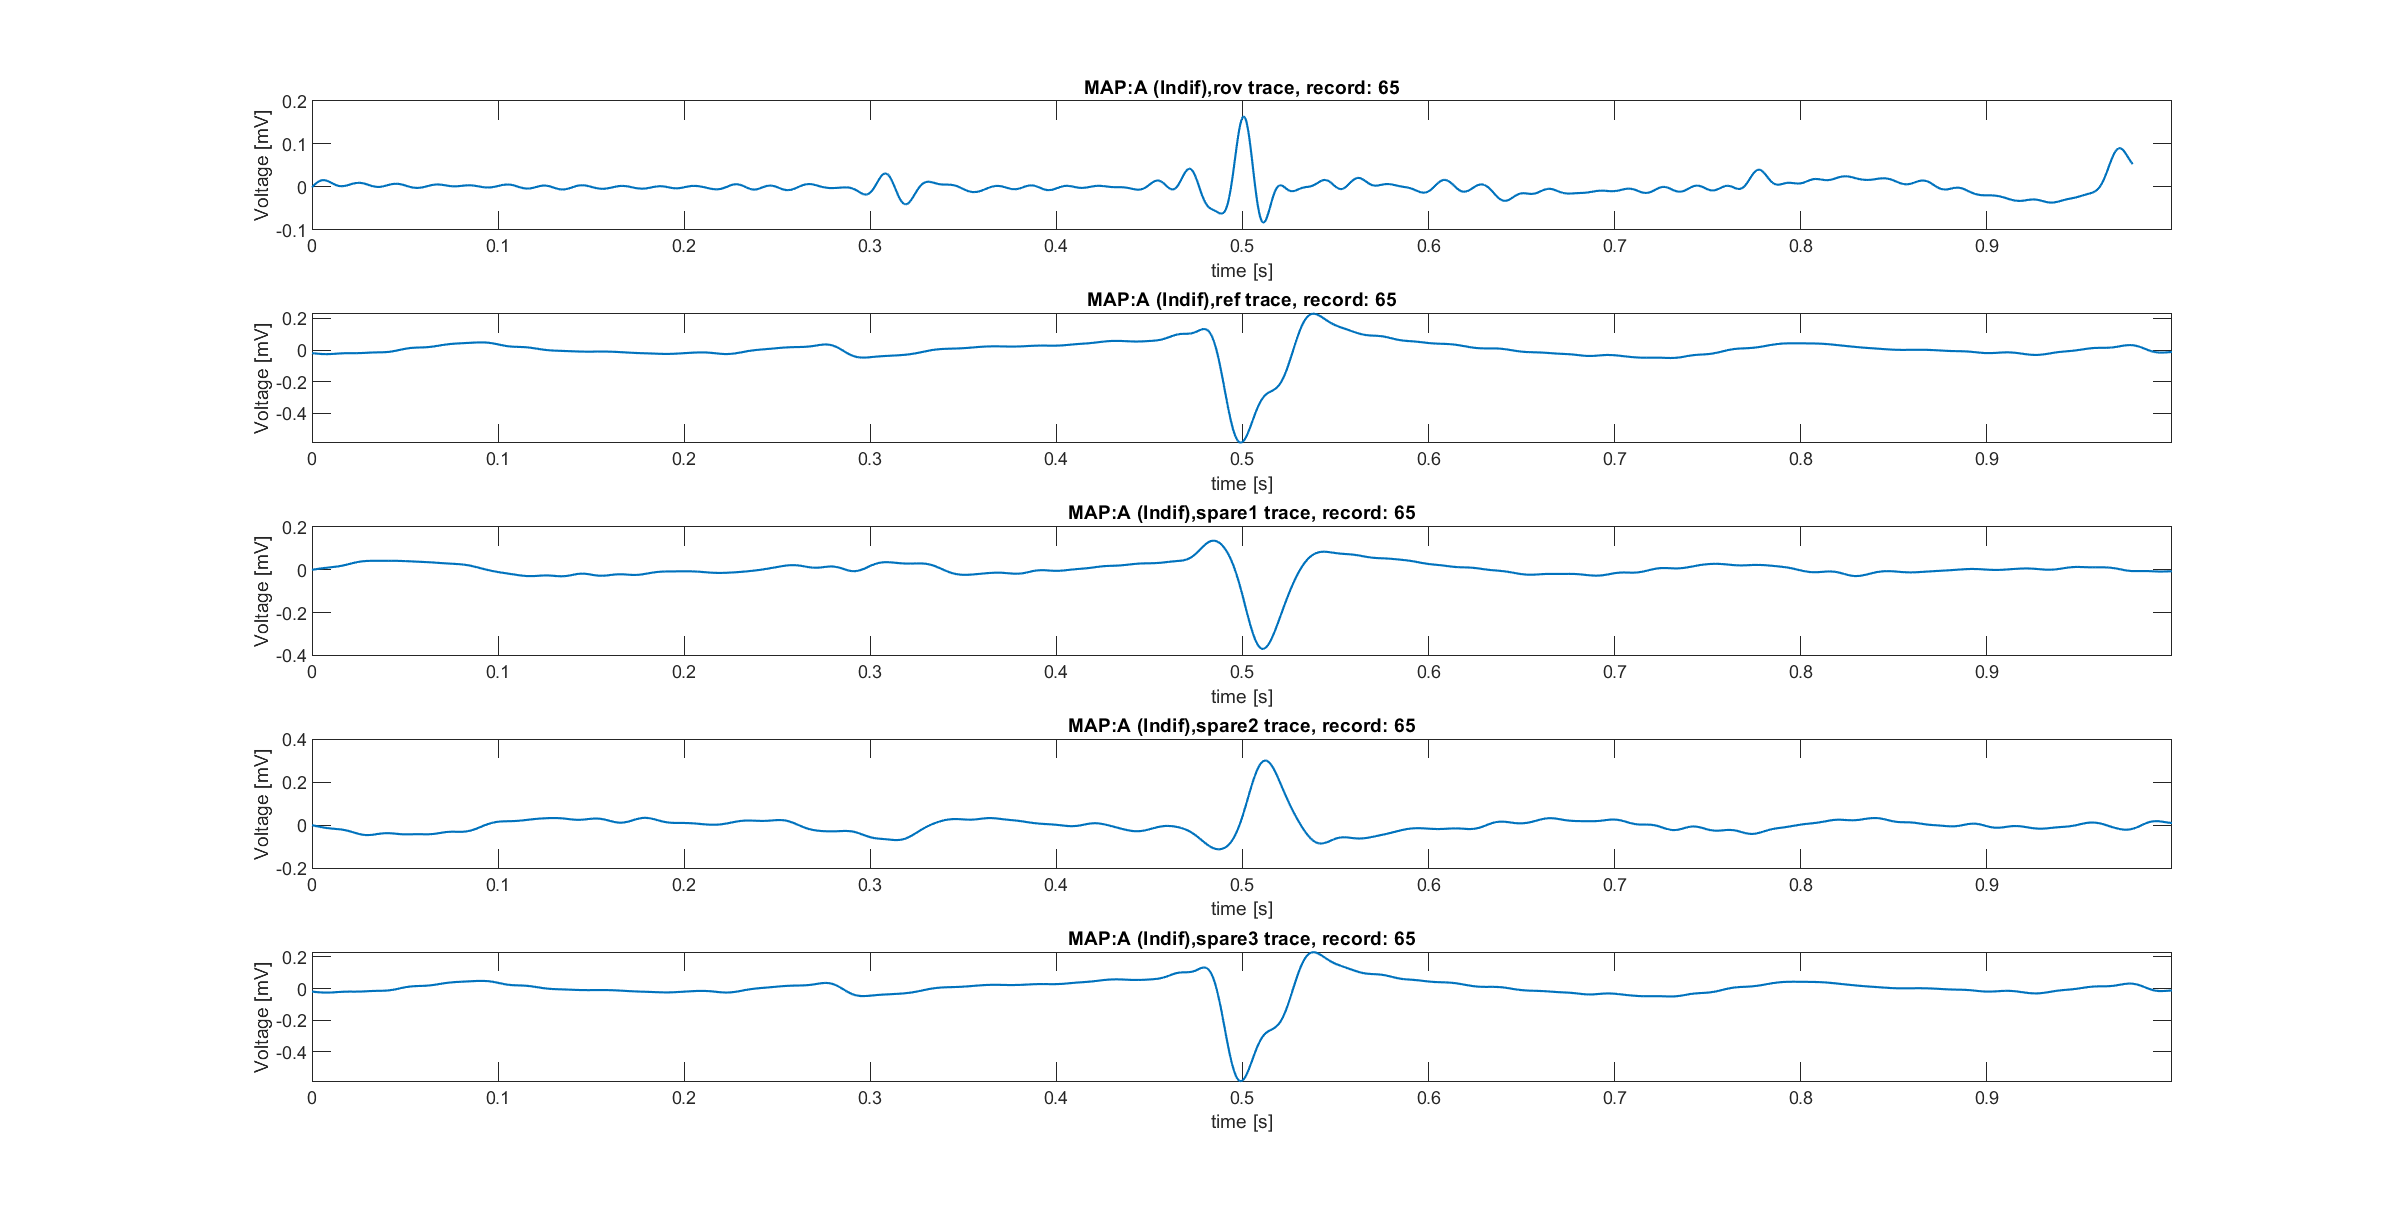 MAP:A (Indif),rov trace, record: 65
Voltage [mV]
0.2
0.1
0
-0.1
0 0.1 0.2 0.3 0.4 0.5 0.6 0.7 0.8 0.9
time [s]
MAP:A (Indif),ref trace, record: 65
Voltage [mV]
0.2
0
-0.2
-0.4
0 0.1 0.2 0.3 0.4 0.5 0.6 0.7 0.8 0.9
time [s]
MAP:A (Indif),spare1 trace, record: 65
Voltage [mV]
0.2
0
-0.2
-0.4
0 0.1 0.2 0.3 0.4 0.5 0.6 0.7 0.8 0.9
time [s]
MAP:A (Indif),spare2 trace, record: 65
Voltage [mV]
0.4
0.2
0
-0.2
0 0.1 0.2 0.3 0.4 0.5 0.6 0.7 0.8 0.9
time [s]
MAP:A (Indif),spare3 trace, record: 65
Voltage [mV]
0.2
0
-0.2
-0.4
0 0.1 0.2 0.3 0.4 0.5 0.6 0.7 0.8 0.9
time [s]